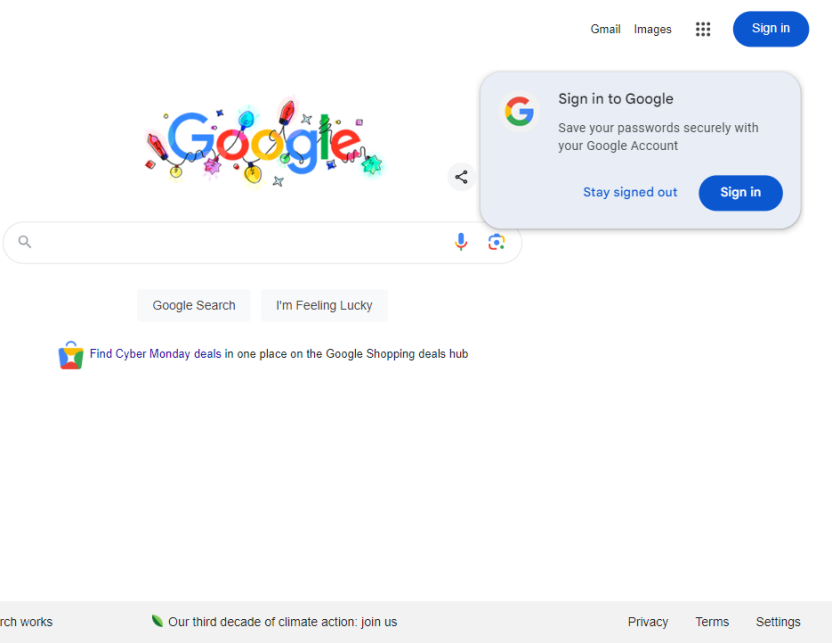 Gmail Images Sign in
Google
Sign in to Google
Save your passwords securely with
your Google Account
Stay signed out Sign in
Google Search I'm Feeling Lucky
Find Cyber Monday deals in one place on the Google Shopping deals hub
rch works Our third decade of climate action: join us Privacy Terms Settings